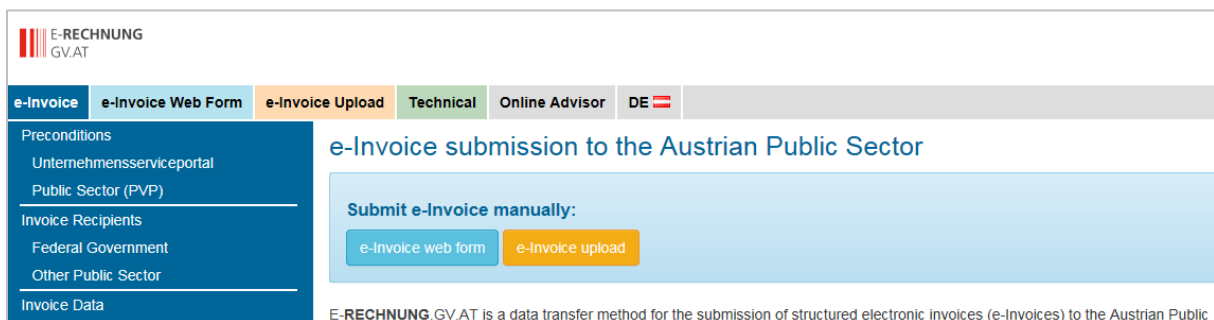 E-RECHNUNG
GV.AT
e-Invoice e-Invoice Web Form e-Invoice Upload Technical Online Advisor DE
Preconditions
Unternehmensserviceportal
Public Sector (PVP)
Invoice Recipients
Federal Government
Other Public Sector
Invoice Data
e-Invoice submission to the Austrian Public Sector
Submit e-Invoice manually:
e-Invoice web form e-Invoice upload
E-RECHNUNG.GV.AT is a data transfer method for the submission of structured electronic invoices (e-Invoices) to the Austrian Public